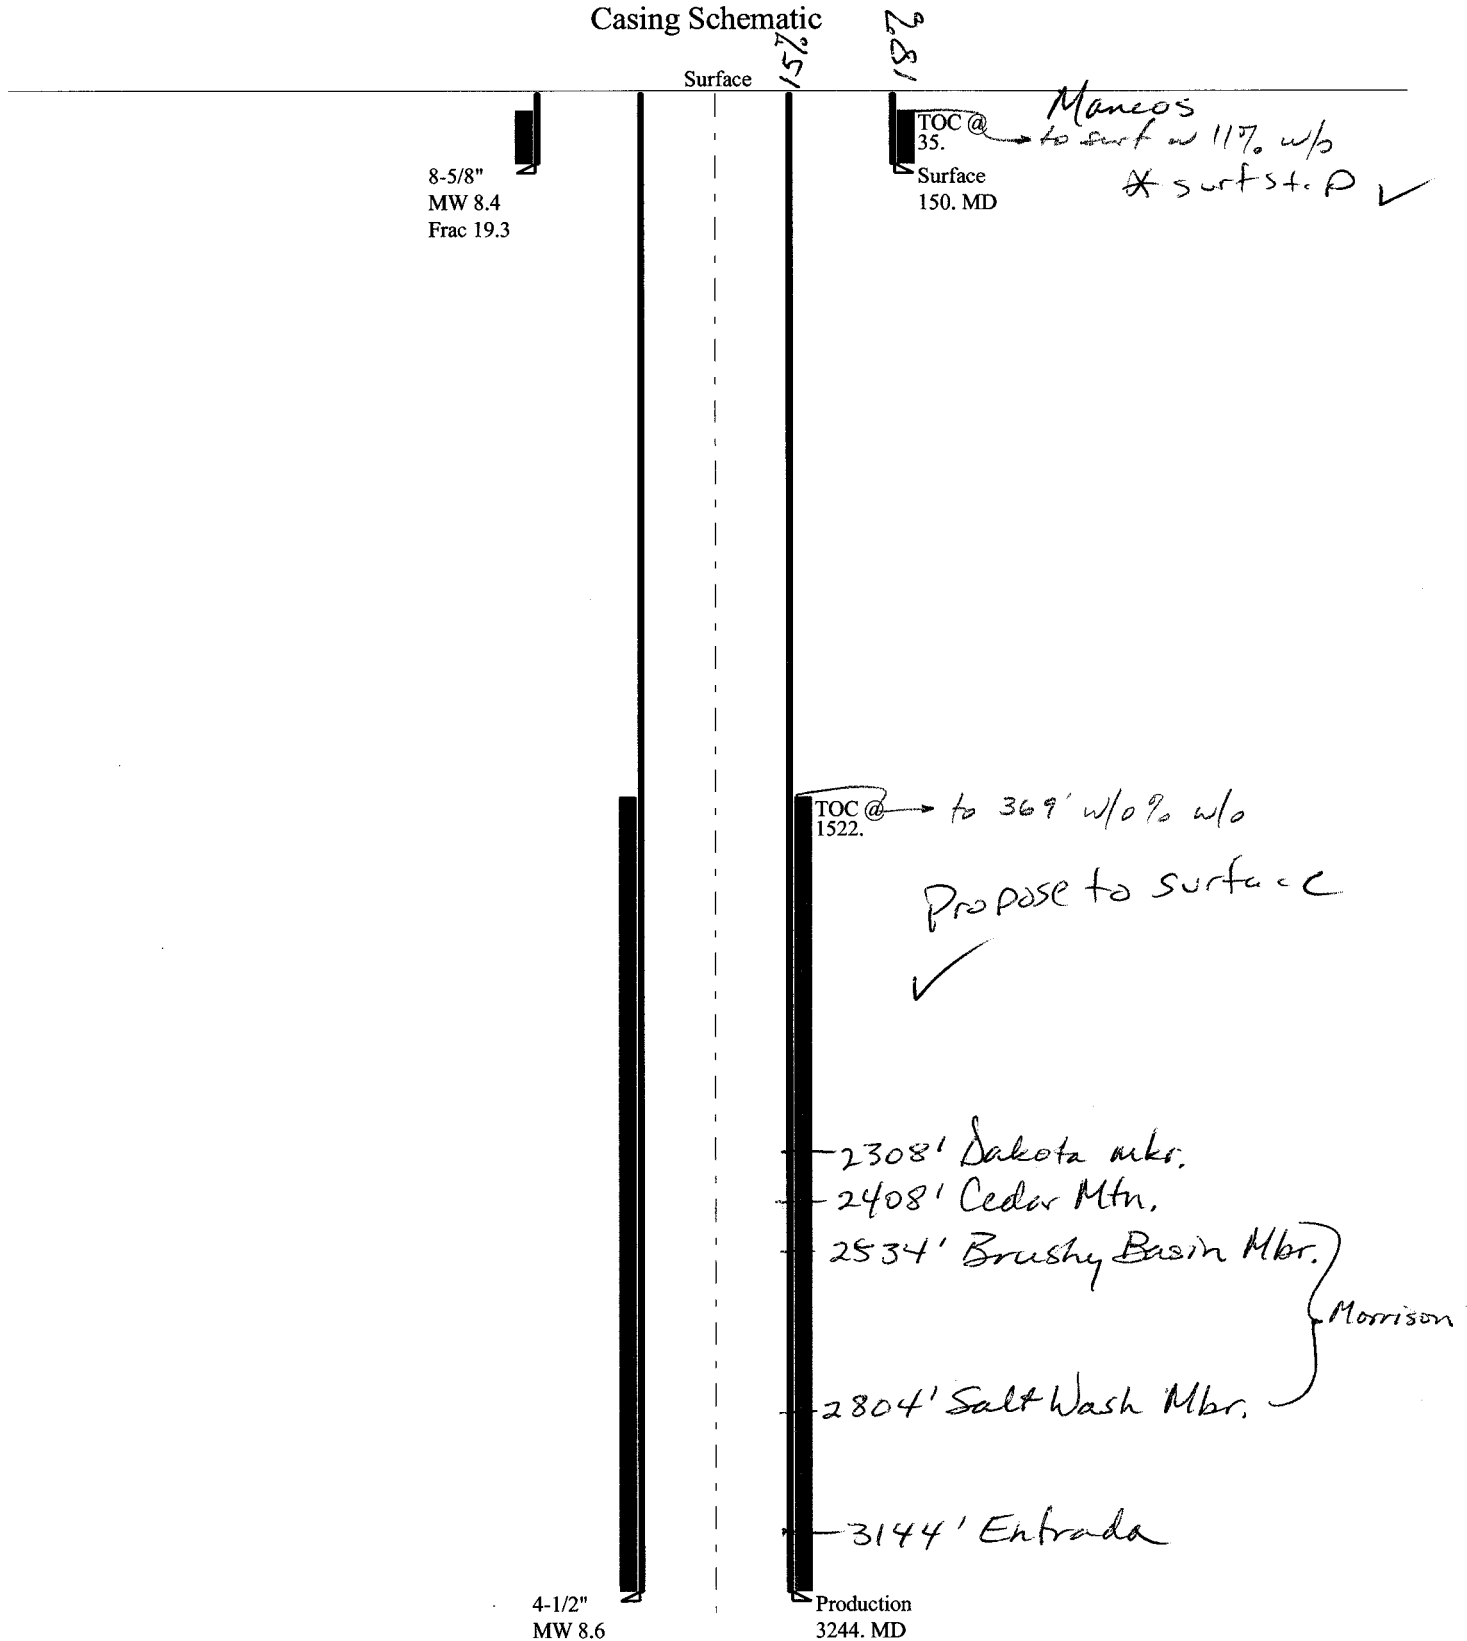 Casing Schematic
15%
281
Surface
Mancos
TOC @
35.
→ to surf w 11% w/o
* surf st. P ✓
8-5/8"
MW 8.4
Frac 19.3
Surface
150. MD
TOC @
1522.
→ to 369' w/0% w/o
Propose to surface
✓
2308' Dakota mkr.
2408' Cedar Mtn.
2534' Brushy Basin Mbr.
Morrison
2804' Salt Wash Mbr.
3144' Entrada
4-1/2"
MW 8.6
Production
3244. MD